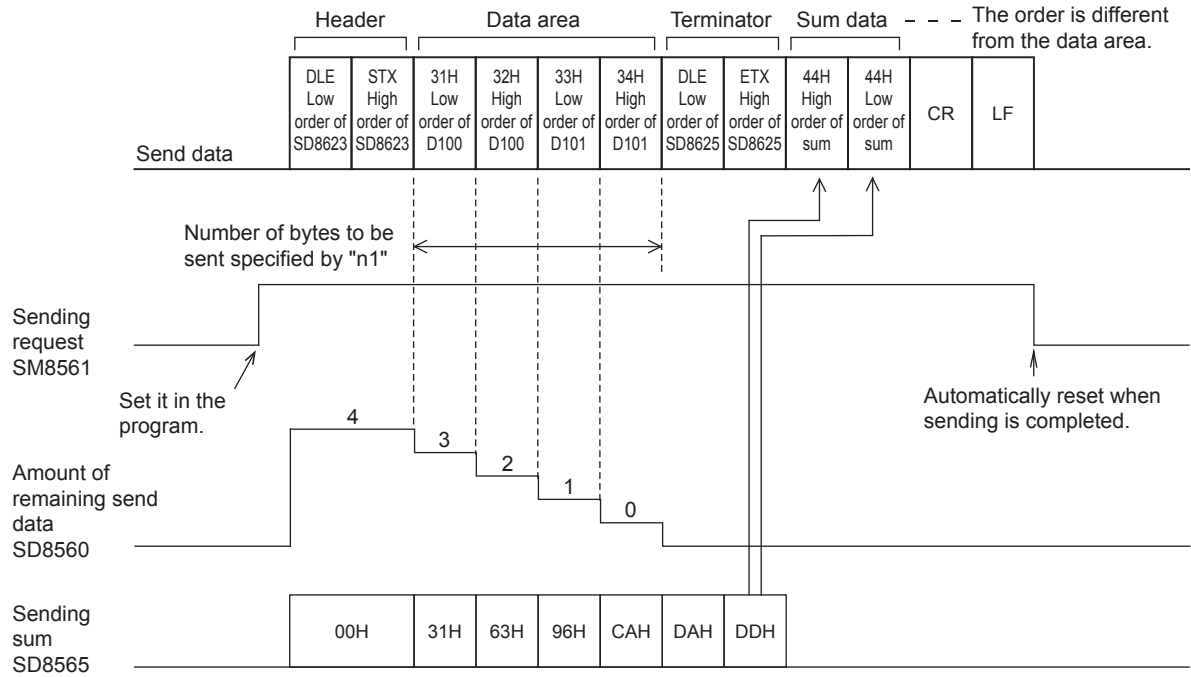 Header
Data area
Terminator
Sum data
The order is different
from the data area.
DLE
Low
order of
SD8623
STX
High
order of
SD8623
31H
Low
order of
D100
32H
High
order of
D100
33H
Low
order of
D101
34H
High
order of
D101
DLE
Low
order of
SD8625
ETX
High
order of
SD8625
44H
High
order of
sum
44H
Low
order of
sum
CR
LF
Send data
Number of bytes to be
sent specified by "n1"
Sending
request
SM8561
Set it in the
program.
Automatically reset when
sending is completed.
Amount of
remaining send
data
SD8560
4
3
2
1
0
Sending
sum
SD8565
00H
31H
63H
96H
CAH
DAH
DDH